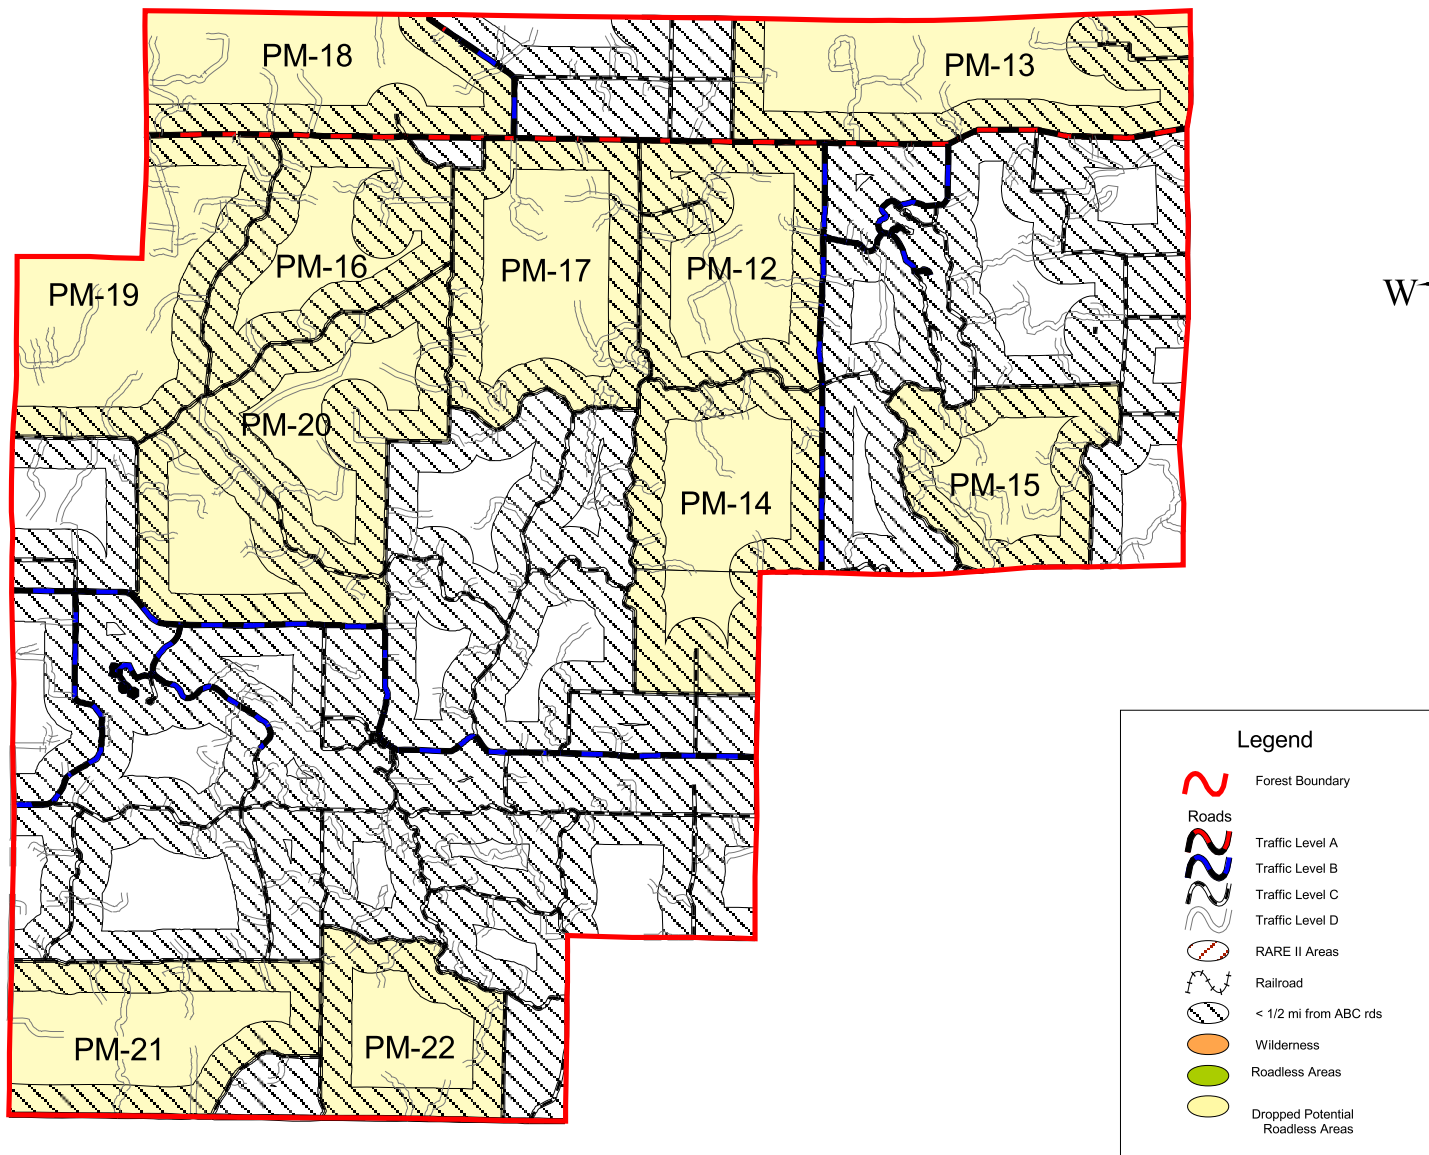 PM-18
PM-13
PM-16
PM-17
PM-12
PM-19
W
PM-20
PM-15
PM-14
PM-21
PM-22
Legend
Forest Boundary
Roads
Traffic Level A
Traffic Level B
Traffic Level C
Traffic Level D
RARE II Areas
Railroad
< 1/2 mi from ABC rds
Wilderness
Roadless Areas
Dropped Potential
Roadless Areas